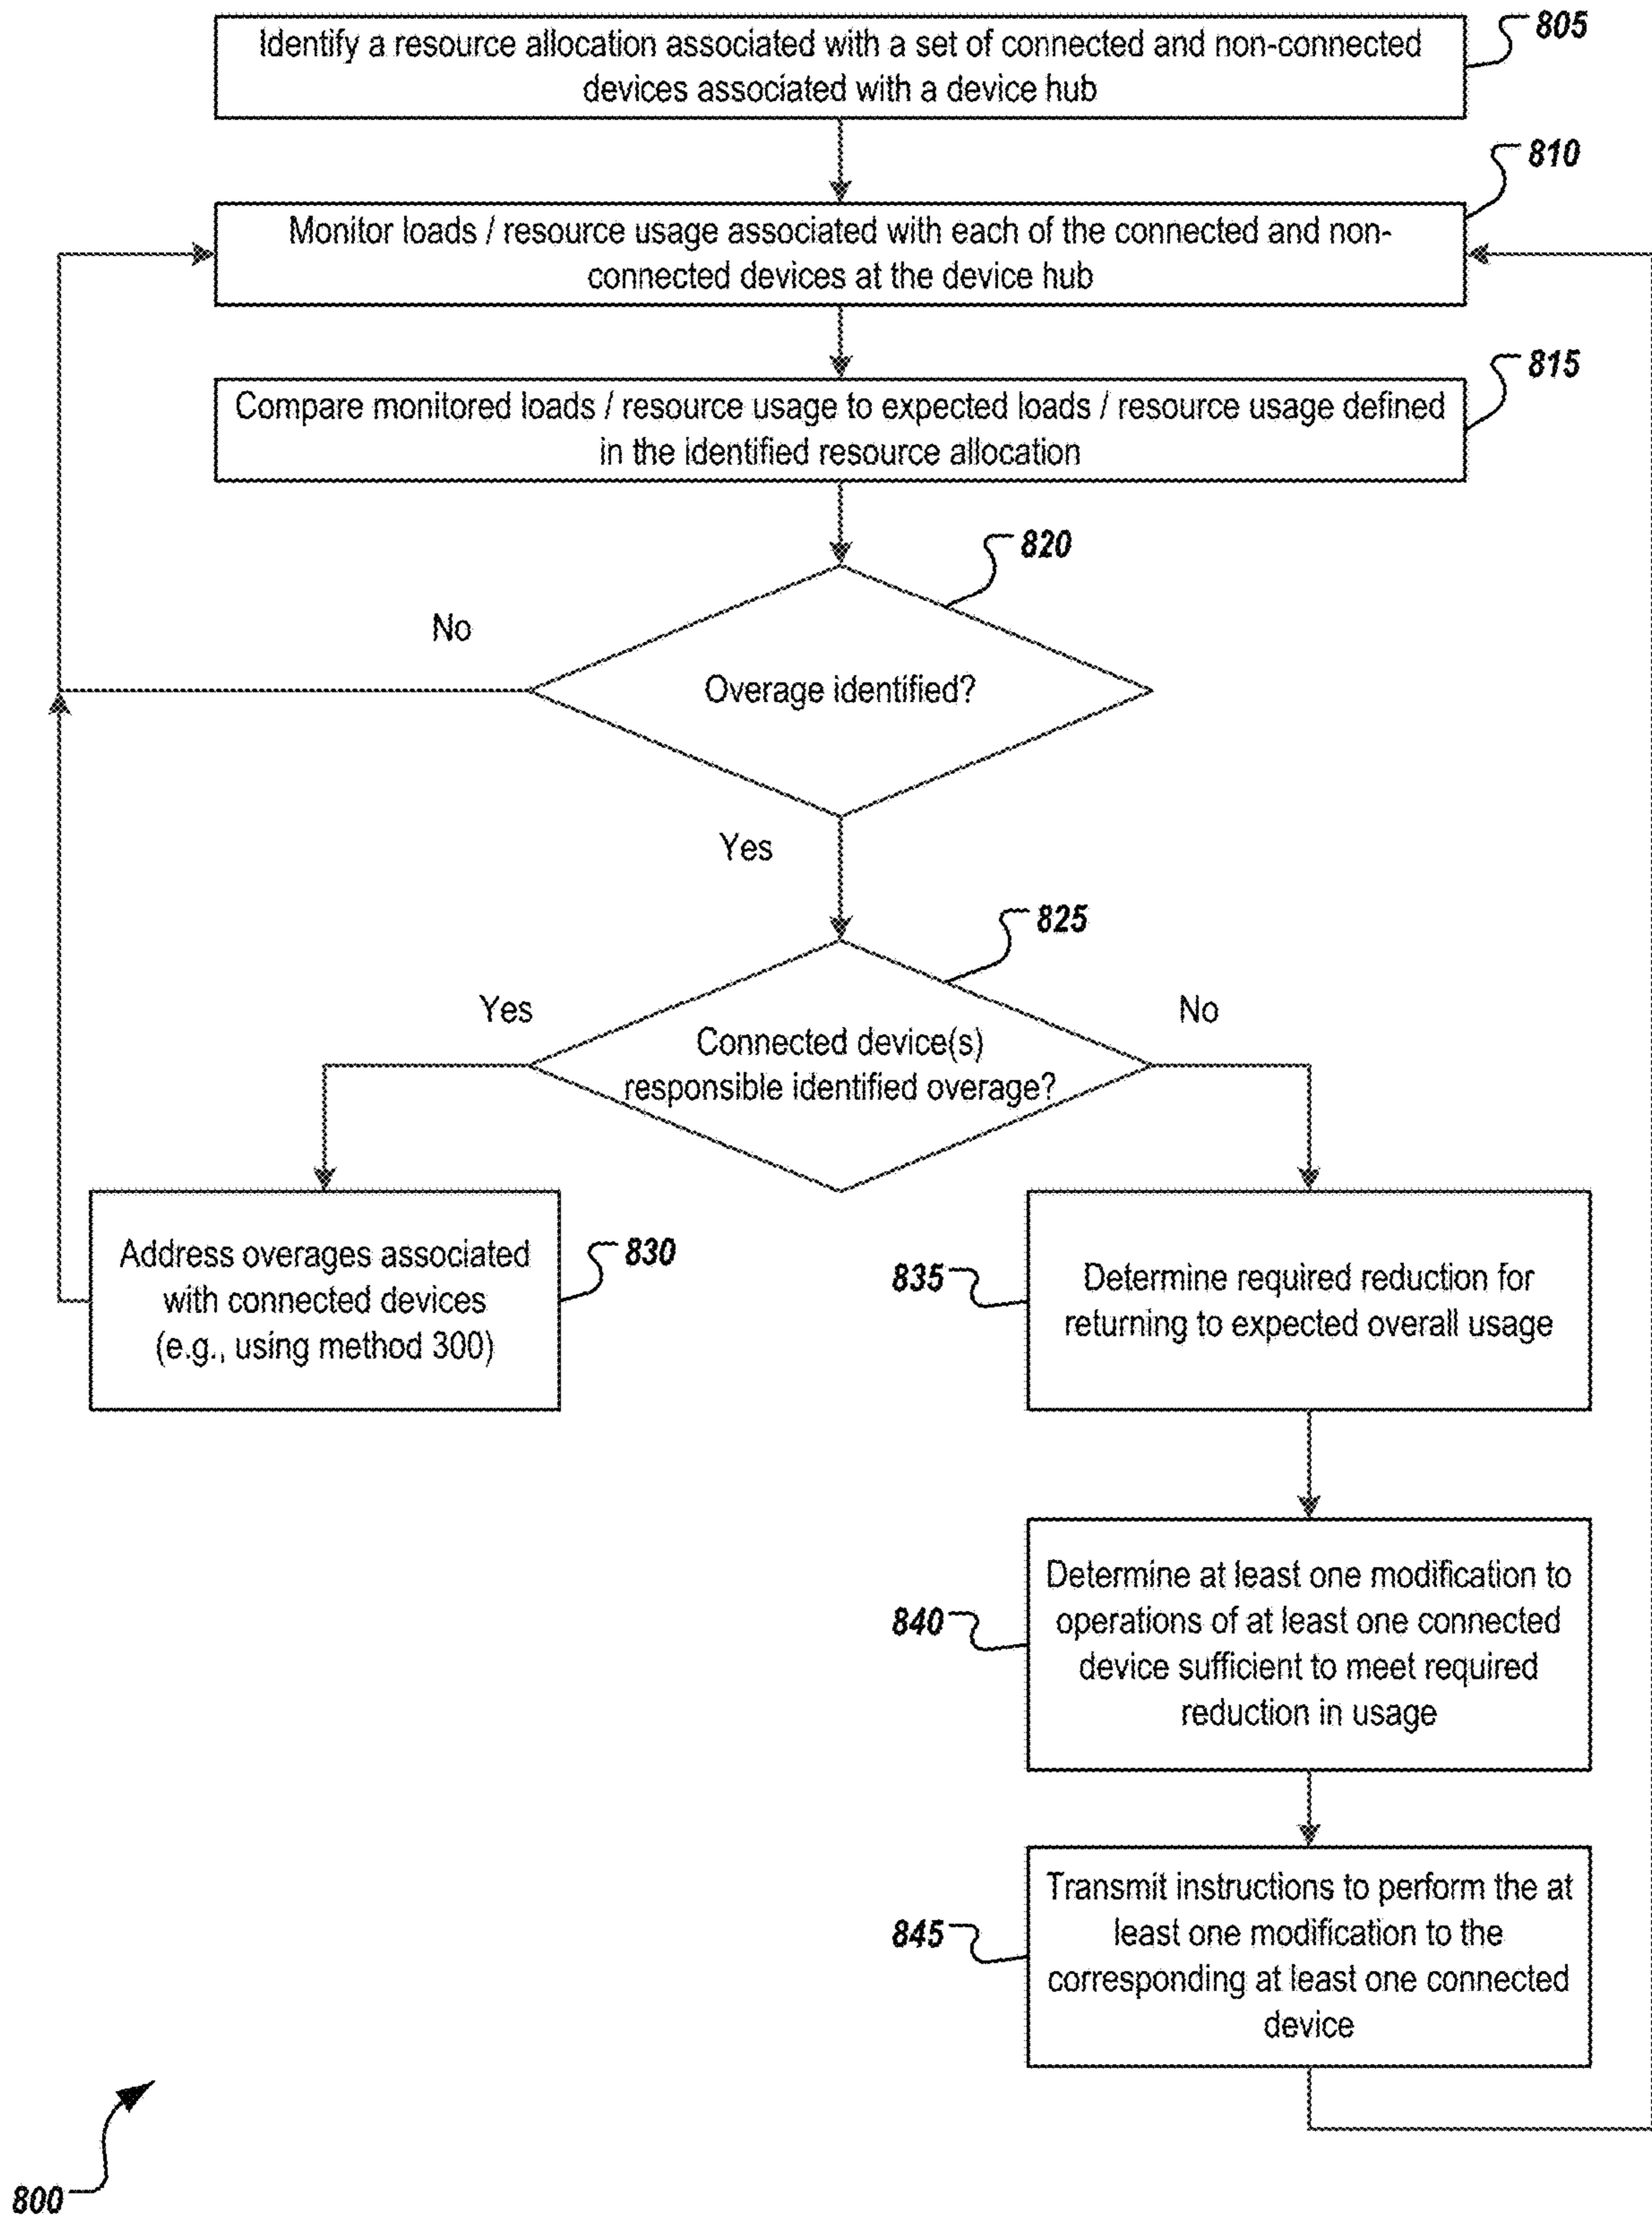 Identify a resource allocation associated with a set of connected and non-connected
devices associated with a device hub
805
Monitor loads / resource usage associated with each of the connected and non-
connected devices at the device hub
810
Compare monitored loads / resource usage to expected loads / resource usage defined
in the identified resource allocation
815
820
No
Overage identified?
Yes
825
Yes
No
Connected device(s)
responsible identified overage?
Address overages associated
with connected devices
(e.g., using method 300)
830
835
Determine required reduction for
returning to expected overall usage
840
Determine at least one modification to
operations of at least one connected
device sufficient to meet required
reduction in usage
845
Transmit instructions to perform the at
least one modification to the
corresponding at least one connected
device
800